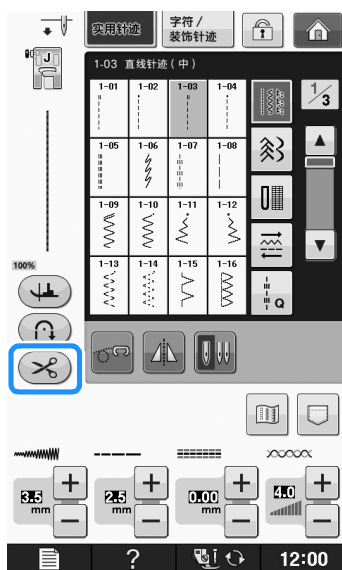 实用针迹
字符/
装饰针迹
J
1-03 直线针迹（中）
1/3
1-01 1-02 1-03 1-04
1-05 1-06 1-07 1-08
1-09 1-10 1-11 1-12
1-13 1-14 1-15 1-16
Q
100%
3.5 mm
2.5 mm
0.00 mm
4.0
?
12:00